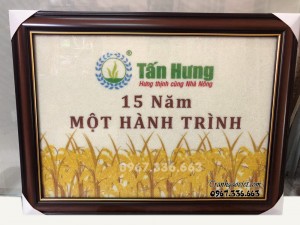 Tấn Hưng
Hưng thịnh cùng Nhà Nông
15 Năm
MỘT HÀNH TRÌNH
0967.336.663
0967.336.663